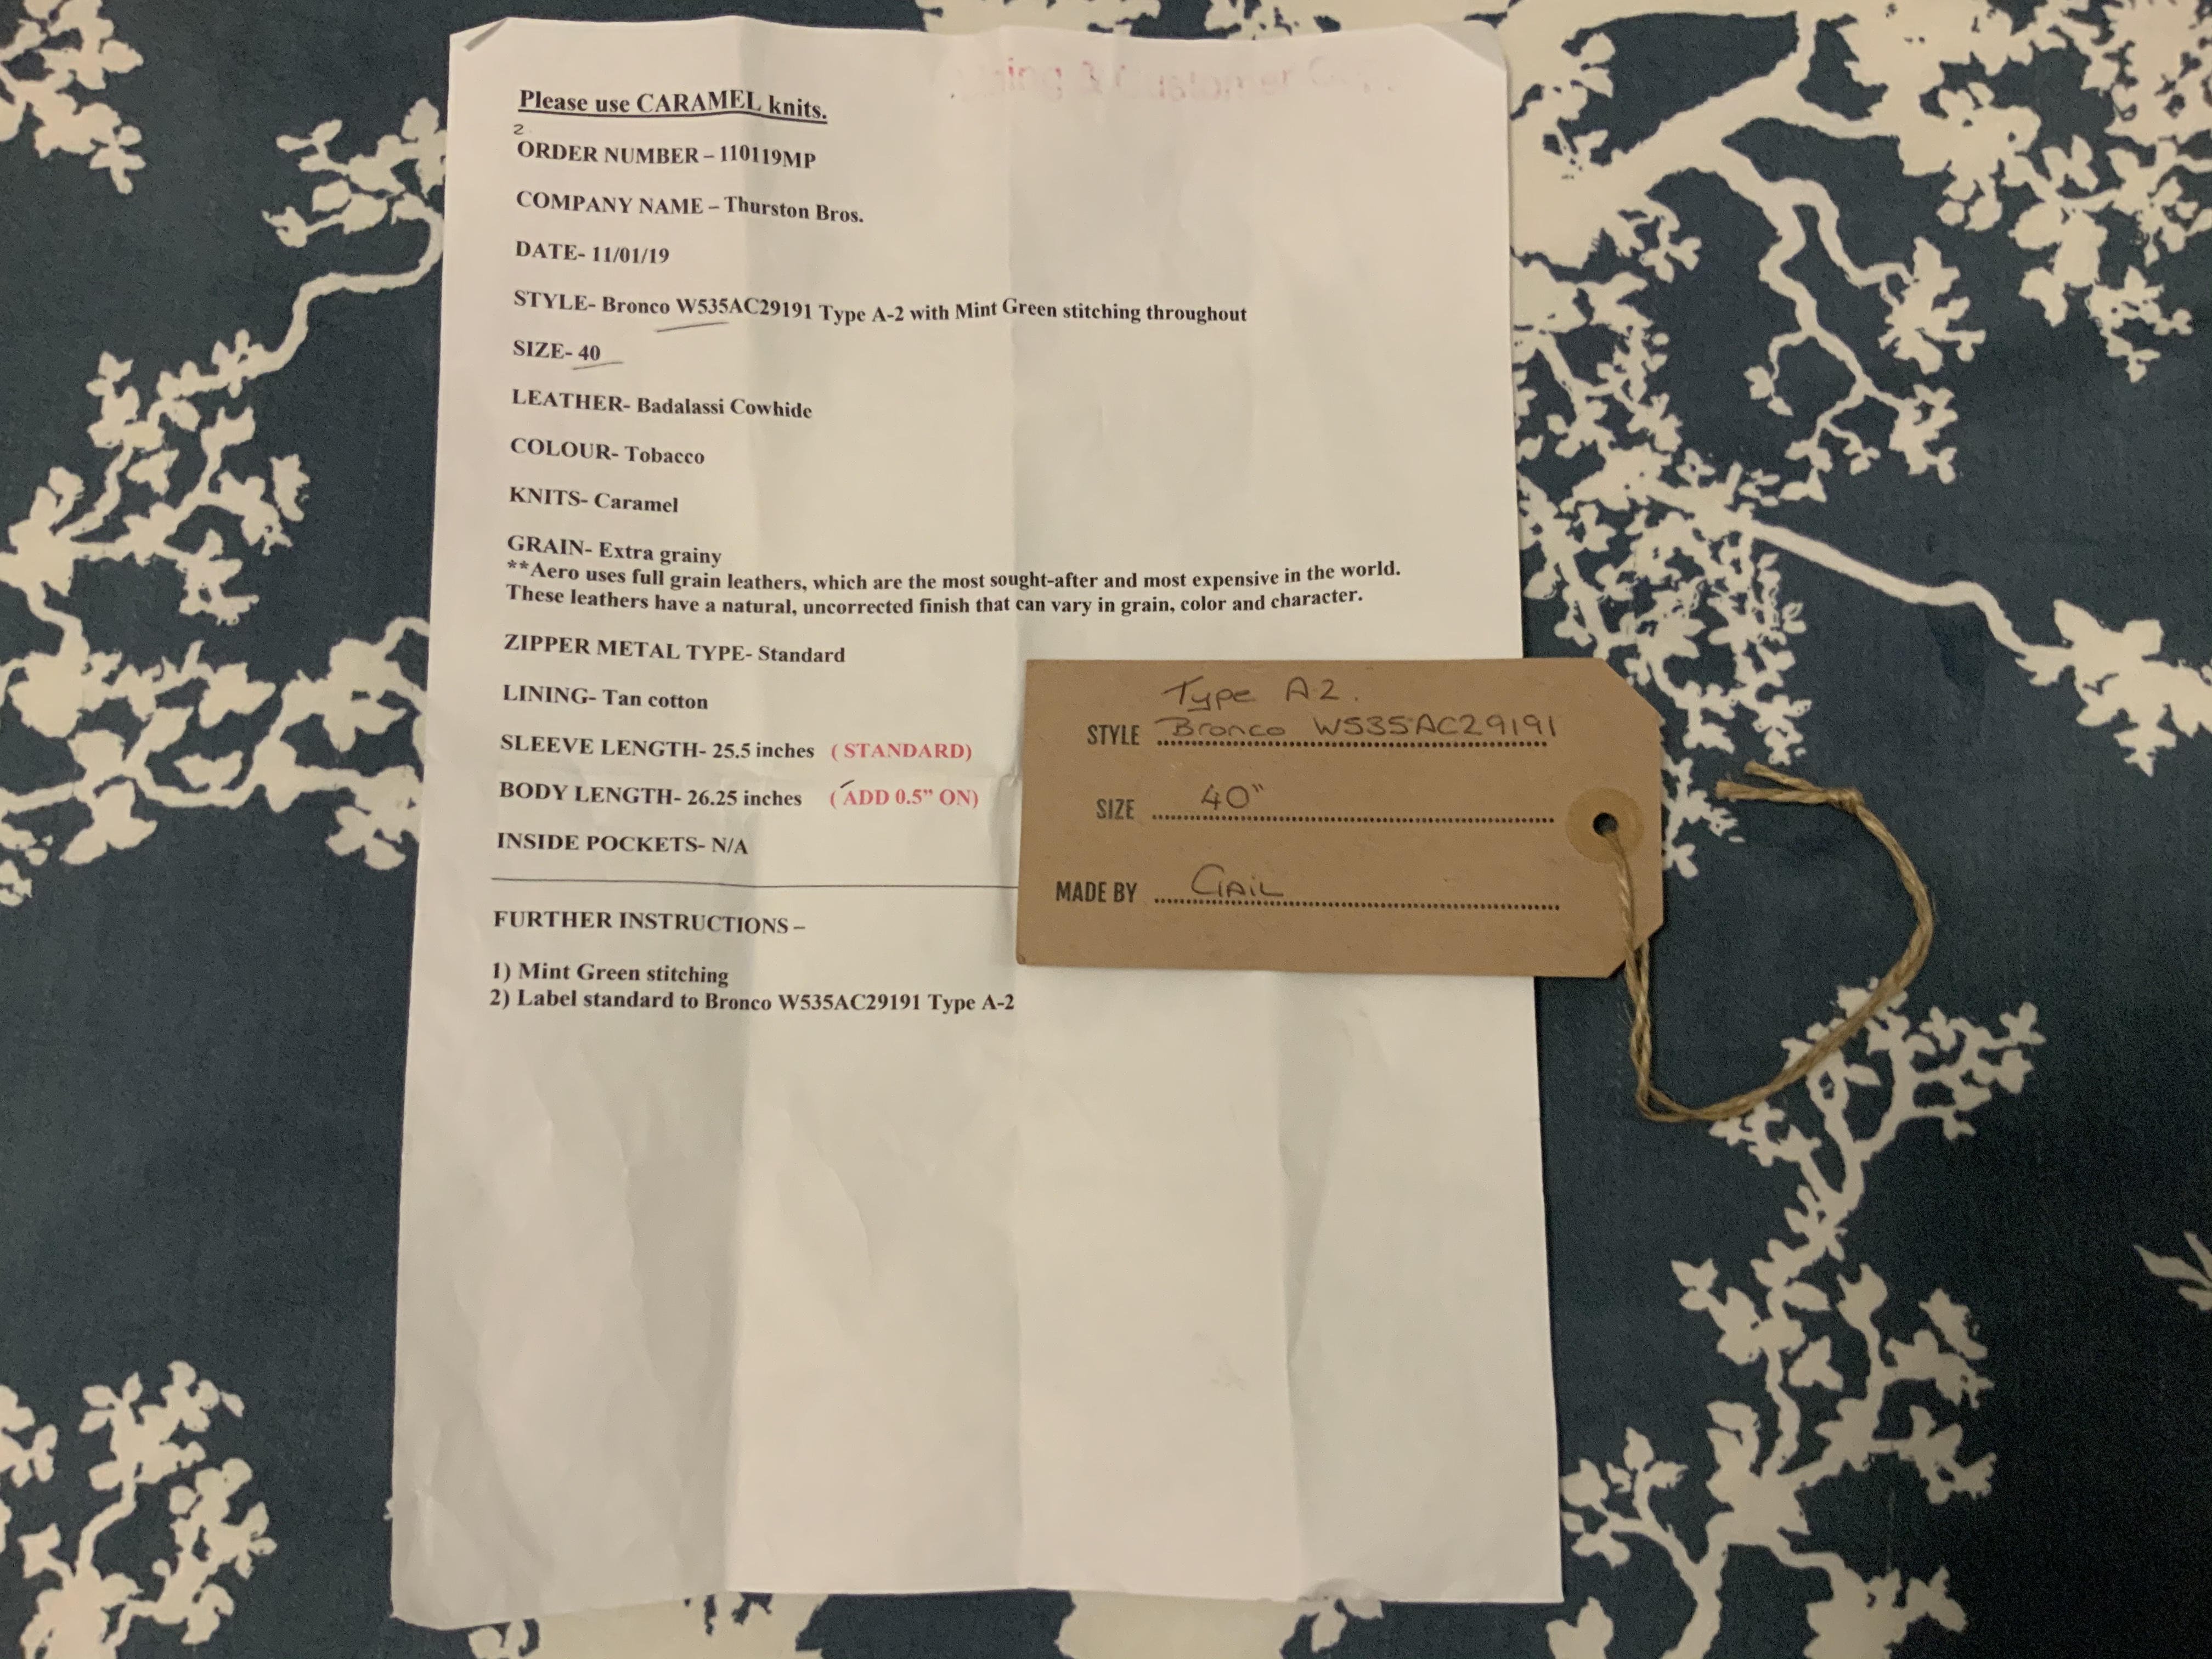 Please use CARAMEL knits.
2
ORDER NUMBER – 110119MP
COMPANY NAME – Thurston Bros.
DATE- 11/01/19
STYLE- Bronco W535AC29191 Type A-2 with Mint Green stitching throughout
SIZE- 40
LEATHER- Badalassi Cowhide
COLOUR- Tobacco
KNITS- Caramel
GRAIN- Extra grainy
**Aero uses full grain leathers, which are the most sought-after and most expensive in the world.
These leathers have a natural, uncorrected finish that can vary in grain, color and character.
ZIPPER METAL TYPE- Standard
LINING- Tan cotton
SLEEVE LENGTH- 25.5 inches ( STANDARD)
BODY LENGTH- 26.25 inches ( ADD 0.5” ON)
INSIDE POCKETS- N/A
FURTHER INSTRUCTIONS –
1) Mint Green stitching
2) Label standard to Bronco W535AC29191 Type A-2
Type A2.
STYLE Bronco W535AC29191
SIZE 40"
MADE BY GAIL